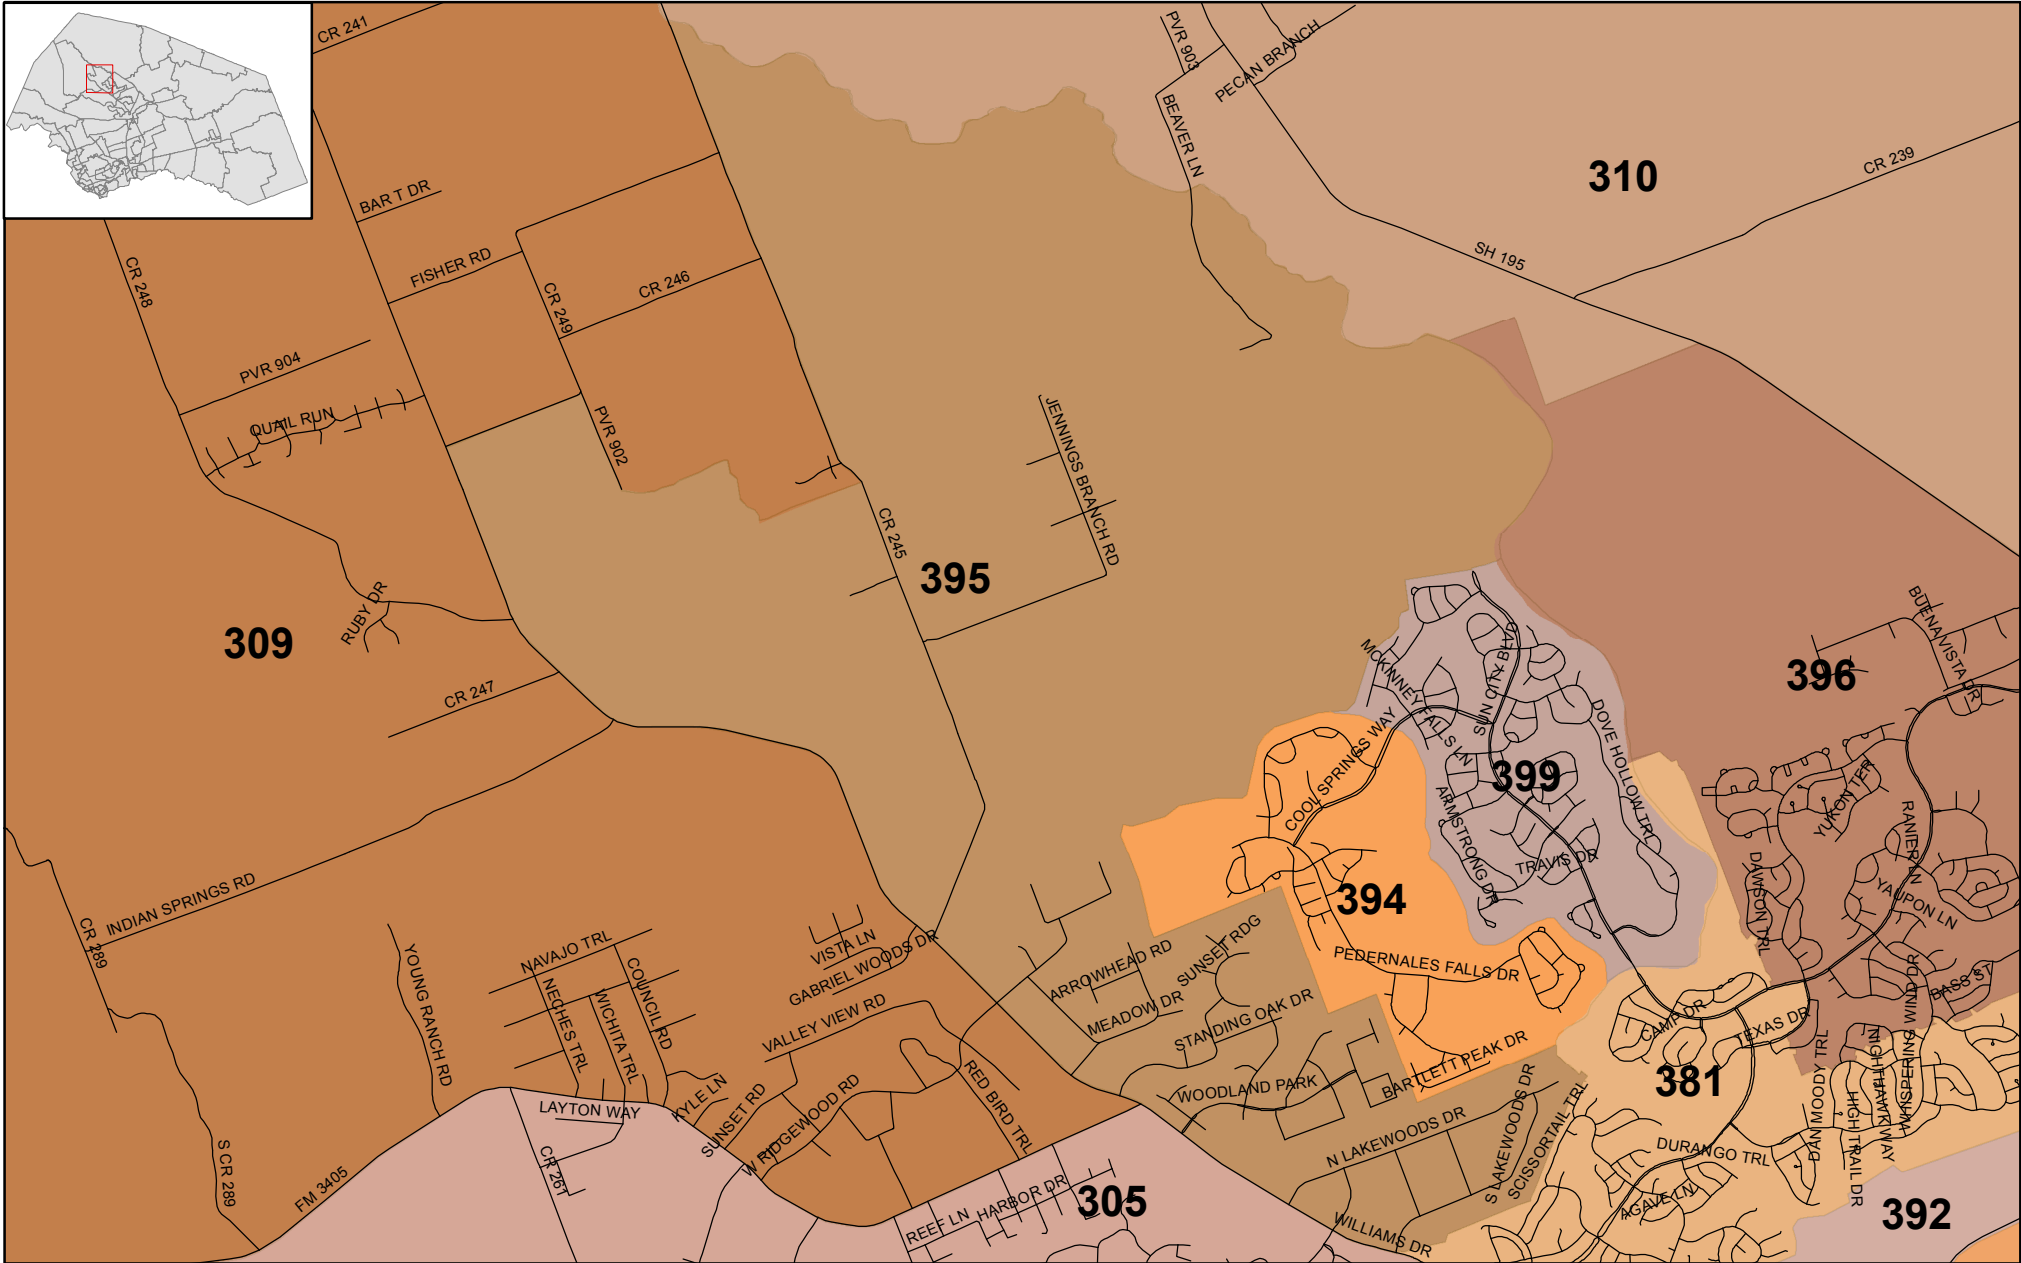 CR 241
PVR 903
PECAN BRANCH
BEAVER LN
310
CR 239
BAR T DR
SH 195
FISHER RD
CR 248
CR 249
CR 246
PVR 904
QUAIL RUN
PVR 902
JENNINGS BRANCH RD
CR 245
395
RUBY DR
309
BUENA VISTA DR
MCKINNEY FALLS LN
SUN CITY BLVD
396
CR 247
DOVE HOLLOW TRL
COOL SPRINGS WAY
399
YUKON TER
ARMSTRONG DR
RANIER LN
TRAVIS DR
DAWSON TRL
INDIAN SPRINGS RD
394
YAUPON LN
CR 289
YOUNG RANCH RD
NAVAJO TRL
VISTA LN
GABRIEL WOODS DR
ARROWHEAD RD
SUNSET RDG
PEDERNALES FALLS DR
COUNCIL RD
NECHES TRL
WICHITA TRL
VALLEY VIEW RD
MEADOW DR
STANDING OAK DR
CAMP DR
TEXAS DR
BASS ST
WHISPERING WIND DR
NIGHTHAWK WAY
DAN MOODY TRL
381
BARTLETT PEAK DR
WOODLAND PARK
RED BIRD TRL
KYLE LN
SUNSET RD
W RIDGEWOOD RD
LAYTON WAY
HIGH TRAIL DR
N LAKEWOODS DR
S LAKEWOODS DR
SCISSORTAIL TRL
DURANGO TRL
CR 261
S CR 289
FM 3405
HARBOR DR
305
REEF LN
AGAVE LN
WILLIAMS DR
392